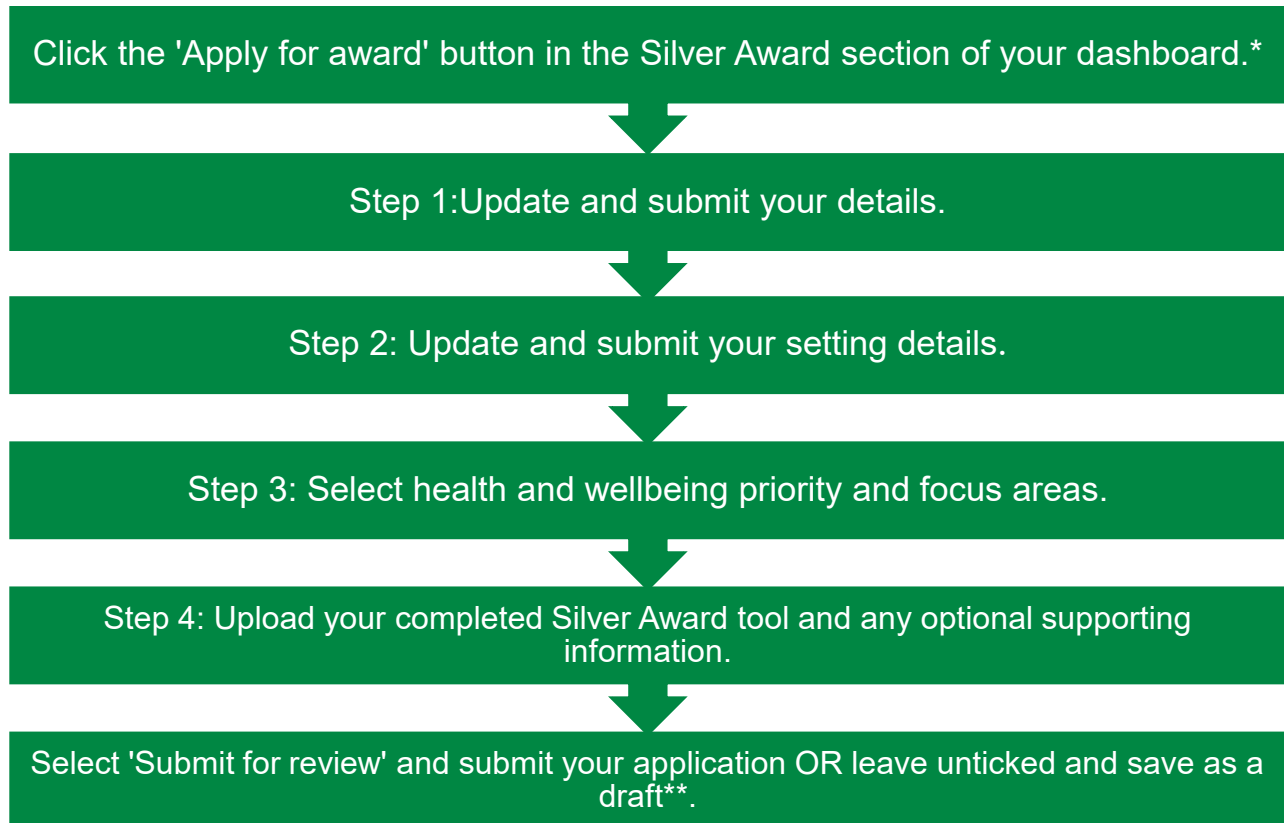 Click the 'Apply for award' button in the Silver Award section of your dashboard.*
Step 1:Update and submit your details.
Step 2: Update and submit your setting details.
Step 3: Select health and wellbeing priority and focus areas.
Step 4: Upload your completed Silver Award tool and any optional supporting
information.
Select 'Submit for review' and submit your application OR leave unticked and save as a
draft**.